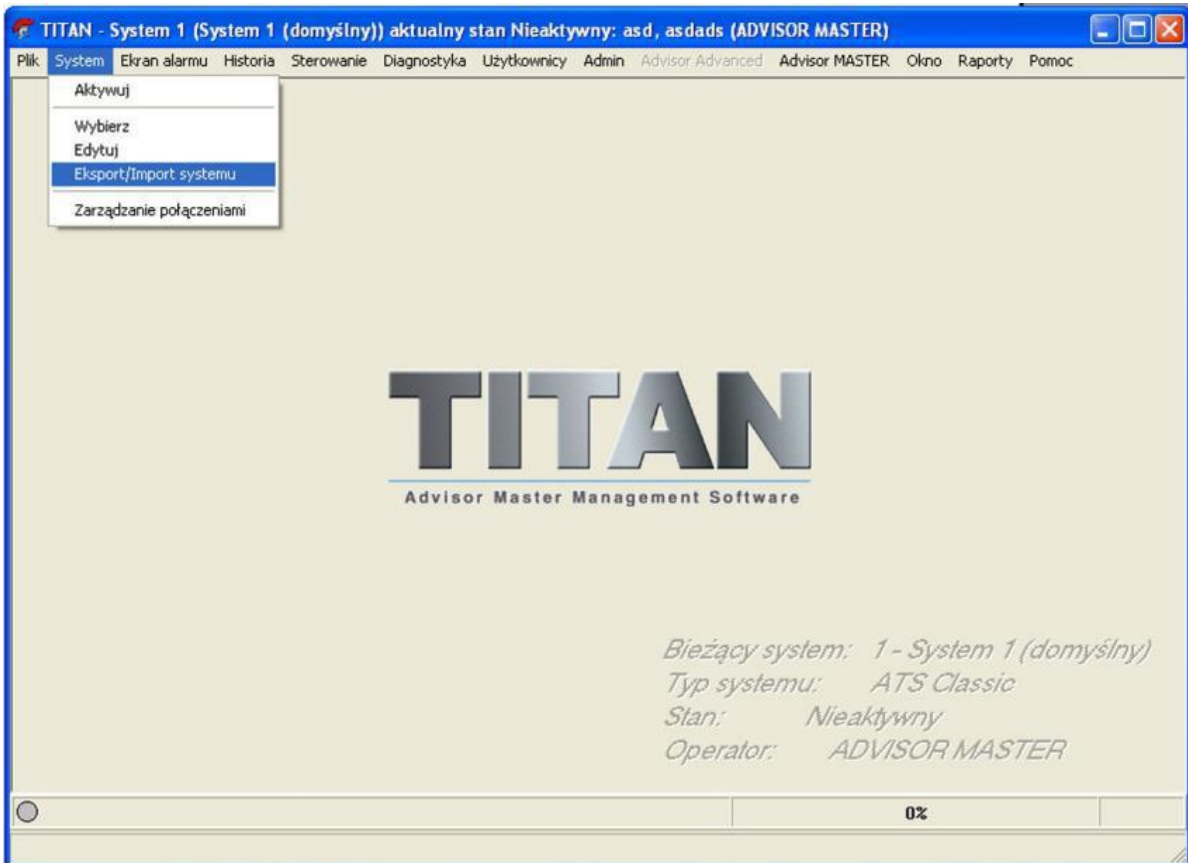 TITAN - System 1 (System 1 (domyślny)) aktualny stan Nieaktywny: asd, asdads (ADVISOR MASTER)
Plik System Ekran alarmu Historia Sterowanie Diagnostyka Użytkownicy Admin Advisor Advanced Advisor MASTER Okno Raporty Pomoc
Aktywuj
Wybierz
Edytuj
Eksport/Import systemu
Zarządzanie połączeniami
TITAN
Advisor Master Management Software
Bieżący system: 1 - System 1 (domyślny)
Typ systemu: ATS Classic
Stan: Nieaktywny
Operator: ADVISOR MASTER
0%